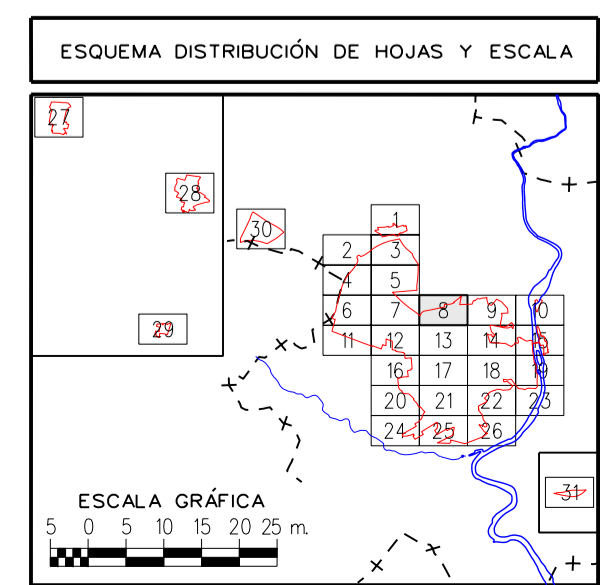 ESQUEMA DISTRIBUCIÓN DE HOJAS Y ESCALA
27
28
30
1
2 3
4 5
6 7 8 9 10
29
11 12 13 14 15
16 17 18 19
20 21 22 23
24 25 26
31
ESCALA GRÁFICA
5 0 5 10 15 20 25 m.